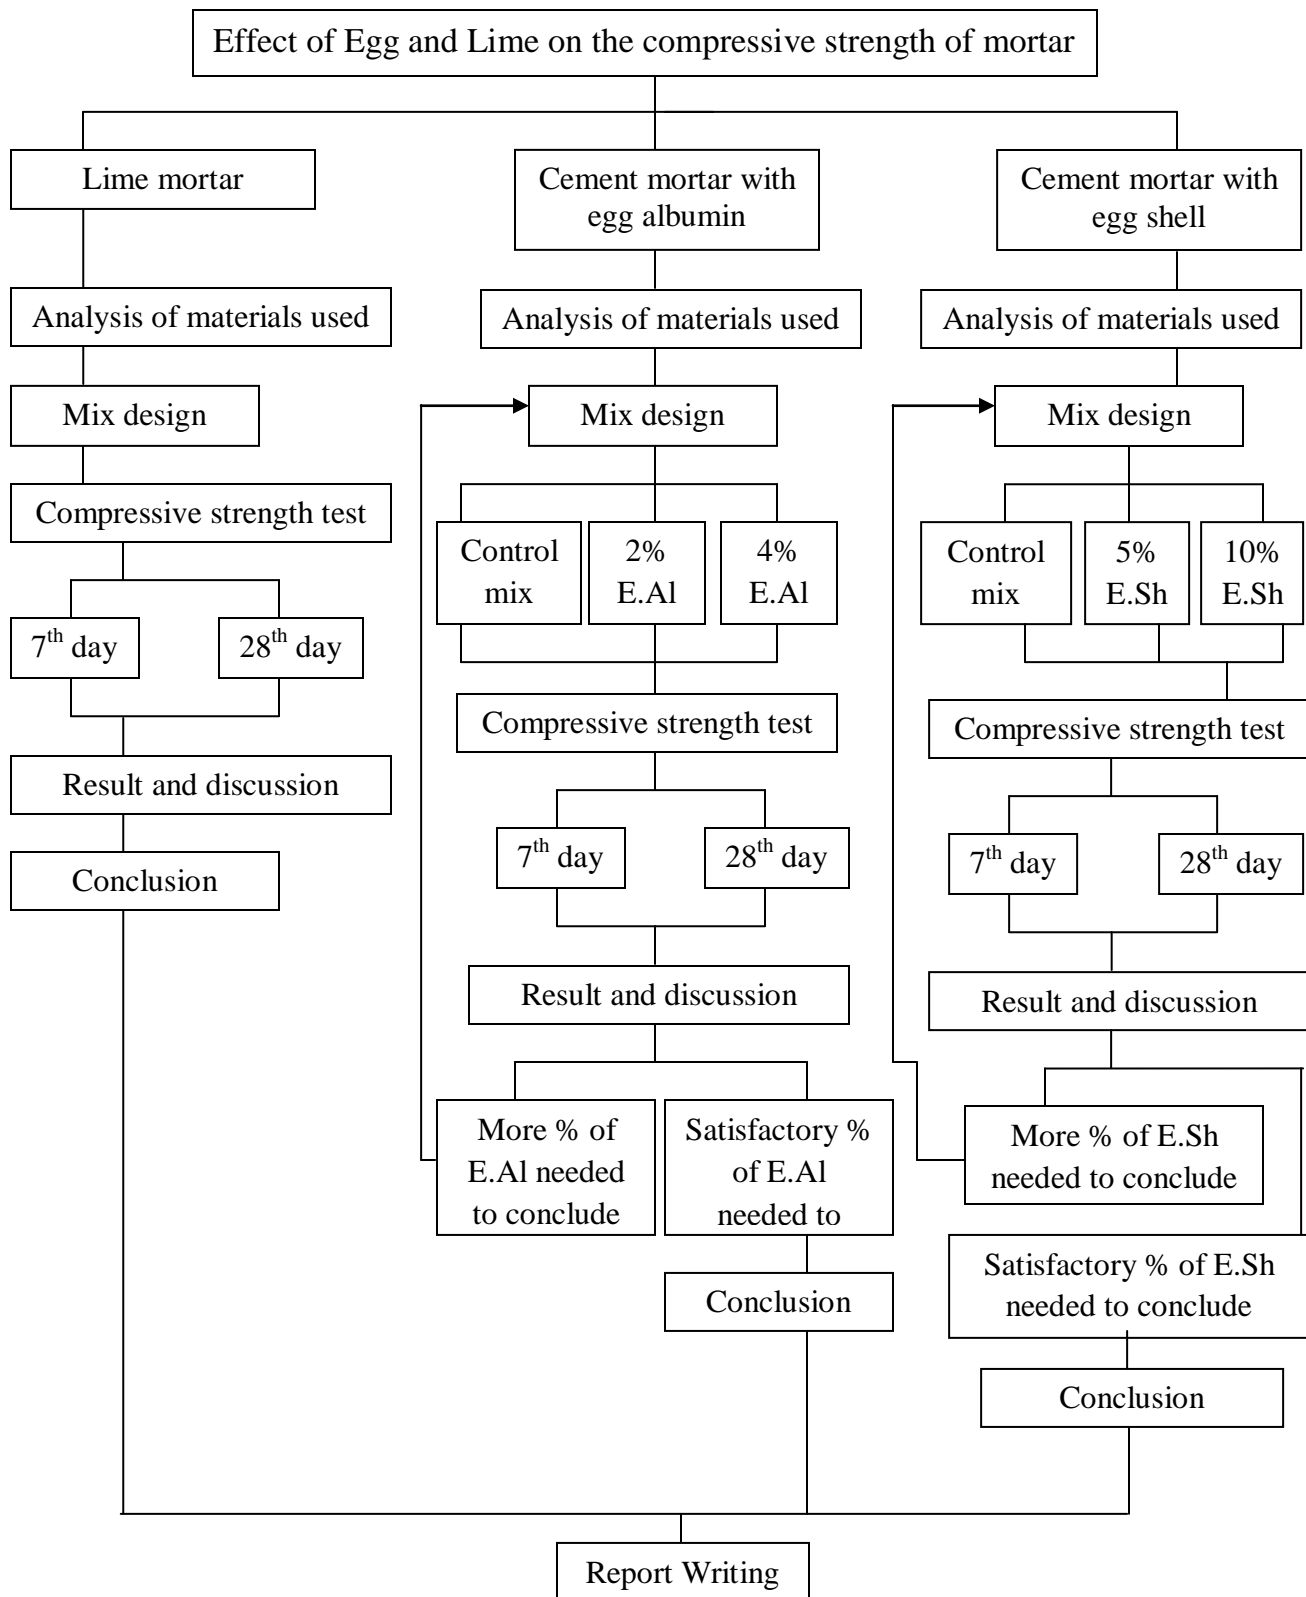 Effect of Egg and Lime on the compressive strength of mortar
Lime mortar
Analysis of materials used
Mix design
Compressive strength test
7th day
28th day
Result and discussion
Conclusion
Cement mortar with
egg albumin
Analysis of materials used
Mix design
Control
mix
2%
E.Al
4%
E.Al
Compressive strength test
7th day
28th day
Result and discussion
More % of
E.Al needed
to conclude
Satisfactory %
of E.Al
needed to
Conclusion
Cement mortar with
egg shell
Analysis of materials used
Mix design
Control
mix
5%
E.Sh
10%
E.Sh
Compressive strength test
7th day
28th day
Result and discussion
More % of E.Sh
needed to conclude
Satisfactory % of E.Sh
needed to conclude
Conclusion
Report Writing